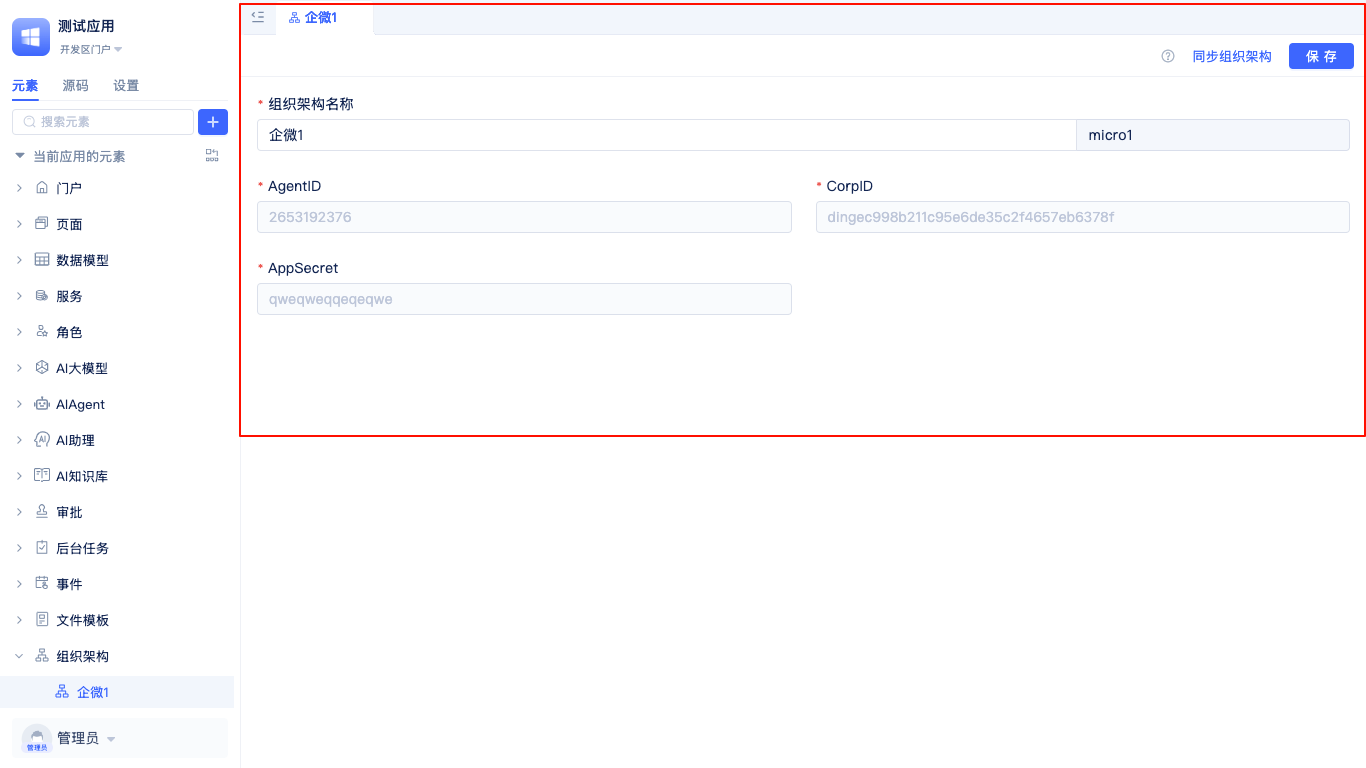 测试应用
开发区门户
元素 源码 设置
搜索元素
当前应用的元素
门户
页面
数据模型
服务
角色
AI大模型
AIAgent
AI助理
AI知识库
审批
后台任务
事件
文件模板
组织架构
企微1
管理员
管理员
企微1
同步组织架构
保 存
* 组织架构名称
企微1
micro1
* AgentID
2653192376
* CorpID
dingec998b211c95e6de35c2f4657eb6378f
* AppSecret
qweqweqqeqeqwe